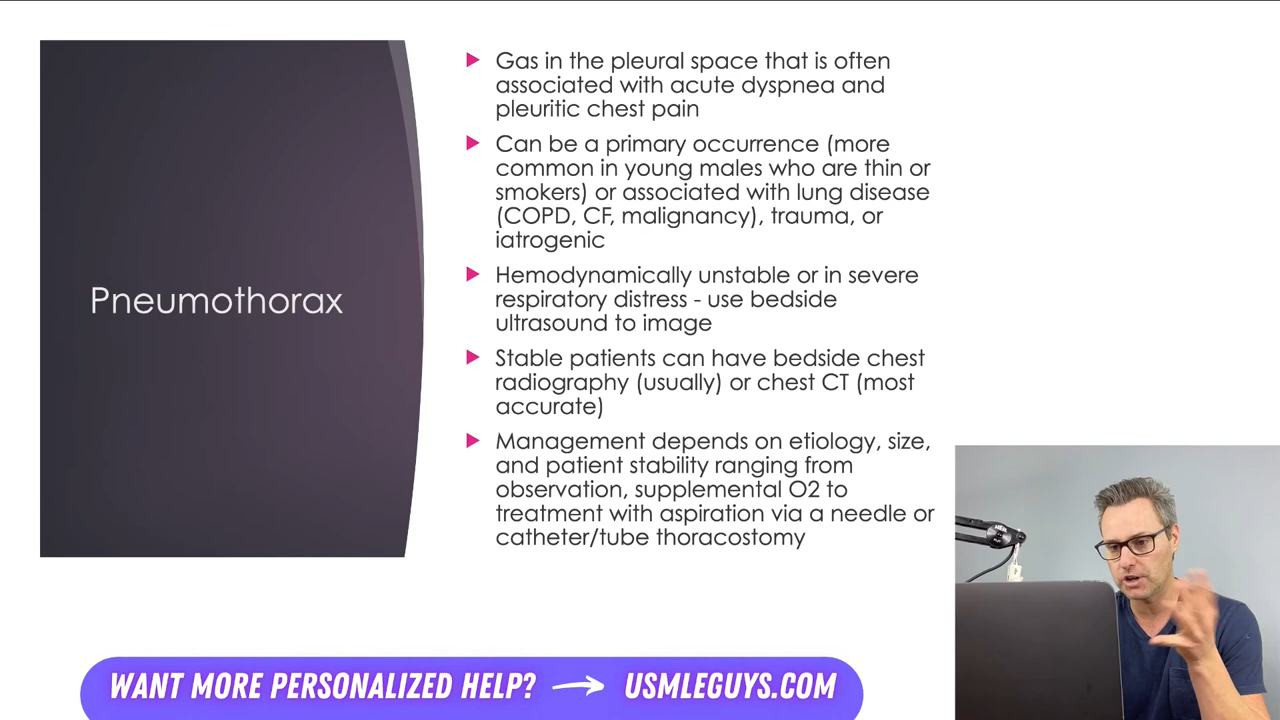 Pneumothorax
Gas in the pleural space that is often
associated with acute dyspnea and
pleuritic chest pain
Can be a primary occurrence (more
common in young males who are thin or
smokers) or associated with lung disease
(COPD, CF, malignancy), trauma, or
iatrogenic
Hemodynamically unstable or in severe
respiratory distress - use bedside
ultrasound to image
Stable patients can have bedside chest
radiography (usually) or chest CT (most
accurate)
Management depends on etiology, size,
and patient stability ranging from
observation, supplemental O2 to
treatment with aspiration via a needle or
catheter/tube thoracostomy
WANT MORE PERSONALIZED HELP? → USMLEGUYS.COM